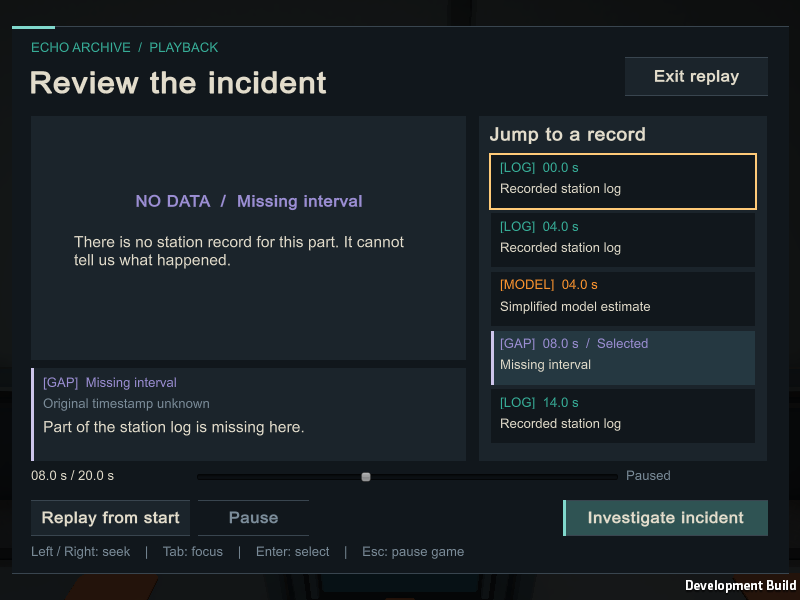 ECHO ARCHIVE / PLAYBACK
Review the incident
Exit replay
NO DATA / Missing interval
There is no station record for this part. It cannot
tell us what happened.
[GAP] Missing interval
Original timestamp unknown
Part of the station log is missing here.
Jump to a record
[LOG] 00.0 s
Recorded station log
[LOG] 04.0 s
Recorded station log
[MODEL] 04.0 s
Simplified model estimate
[GAP] 08.0 s / Selected
Missing interval
[LOG] 14.0 s
Recorded station log
08.0 s / 20.0 s
Paused
Replay from start
Pause
Investigate incident
Left / Right: seek | Tab: focus | Enter: select | Esc: pause game
Development Build